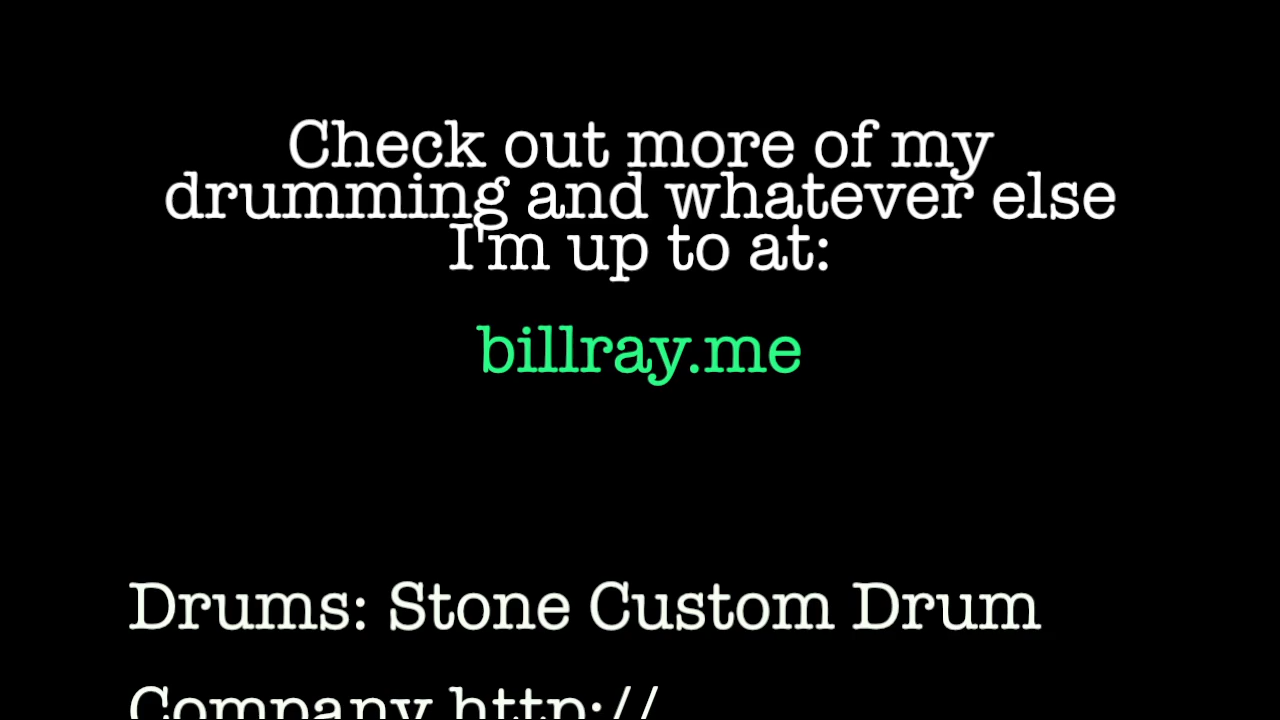 Check out more of my
drumming and whatever else
I'm up to at:
billray.me
Drums: Stone Custom Drum
Company http://